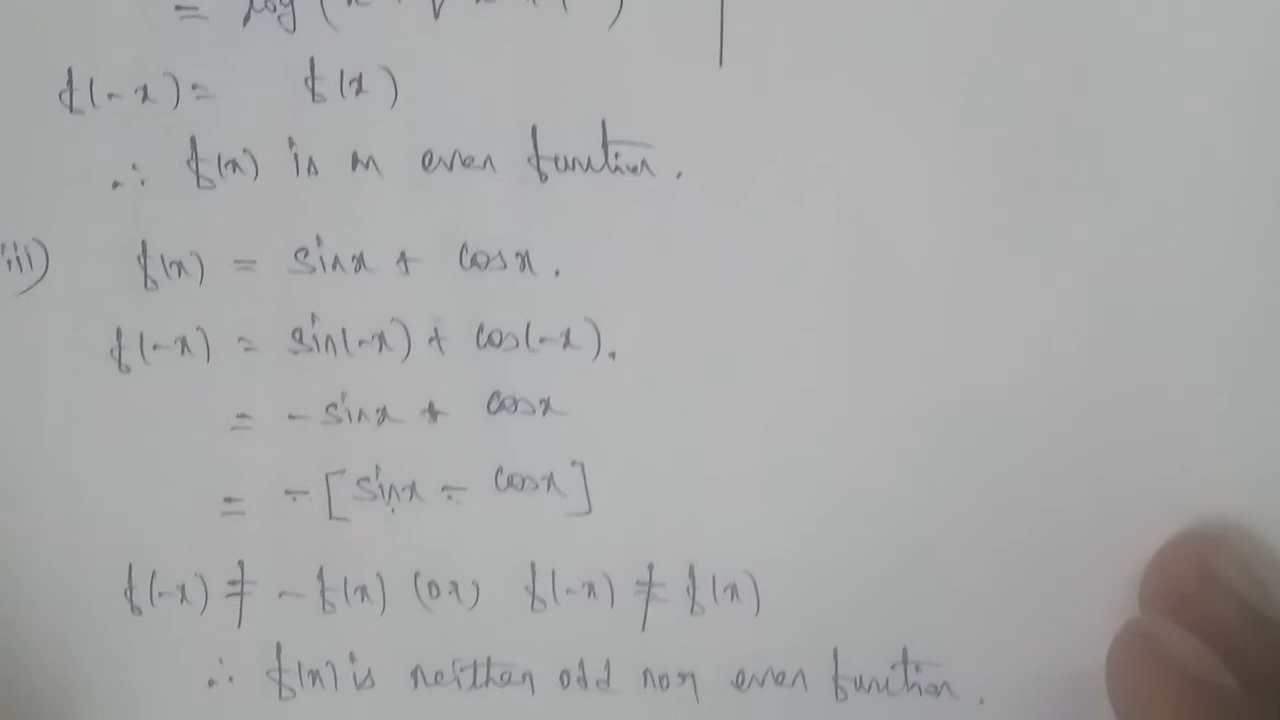 = log(
f(-x) = f(x)
∴ f(x) is an even function.
iii) f(x) = sinx + cosx.
f(-x) = sin(-x) + cos(-x).
= -sinx + cosx
= -[sinx - cosx]
f(-x) ≠ -f(x) (or) f(-x) ≠ f(x)
∴ f(x) is neither odd nor even function.